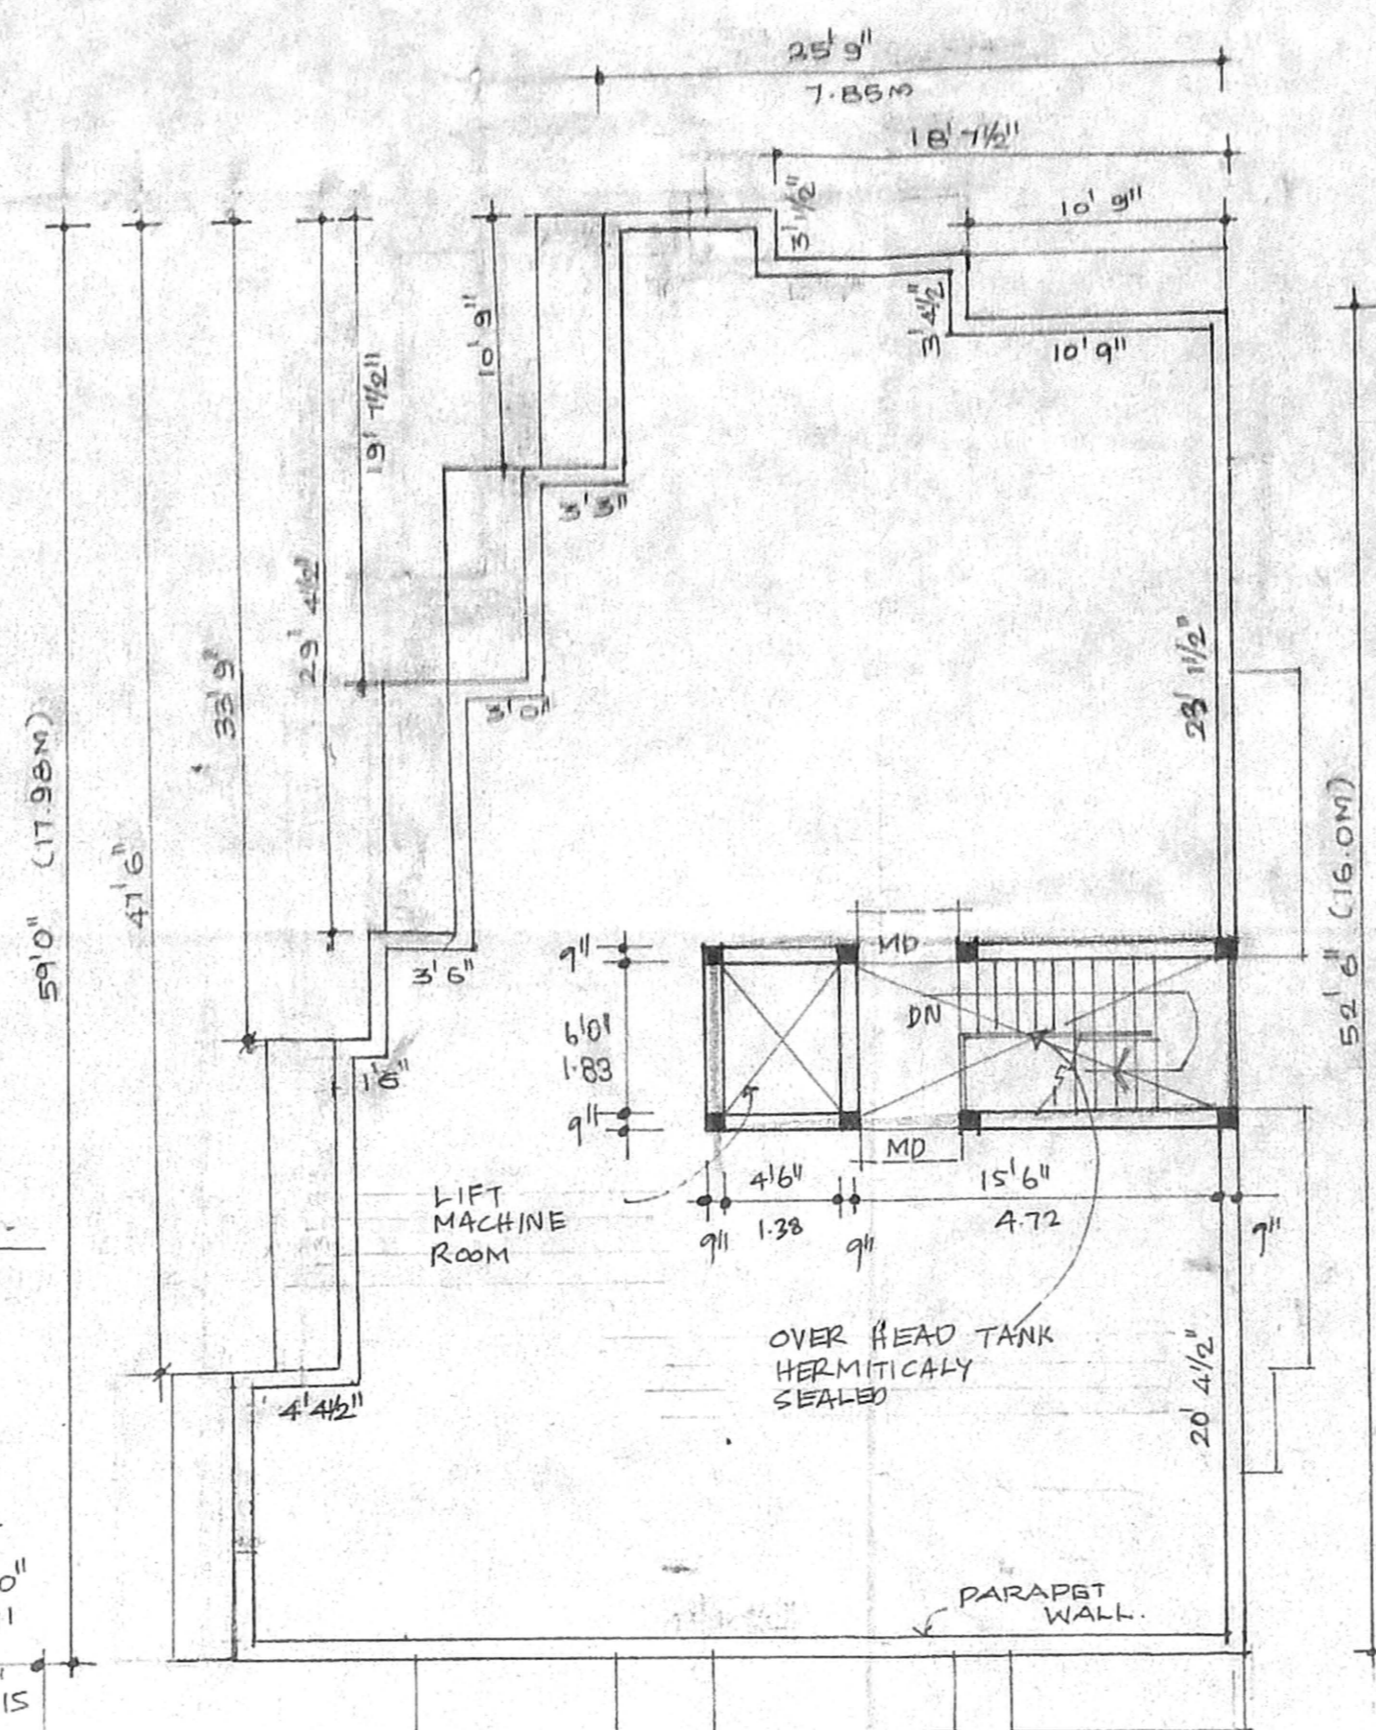 25' 9"
7.85M
18' 7½"
10' 9"
3' 1½"
3' 4½"
10' 9"
10' 9"
19' 7½"
3' 3"
29' 4½"
33' 9"
3' 0"
23' 1½"
59'0" (17.98M)
41' 6"
52' 6" (16.0M)
9"
MD
3' 6"
6'0"
1.83
DN
1'6"
9"
MD
LIFT
MACHINE
ROOM
4'6"
15'6"
1.38
4.72
9"
9"
9"
OVER HEAD TANK
HERMITICALY
SEALED
20' 4½"
4' 4½"
PARAPET
WALL.
0"
1
15